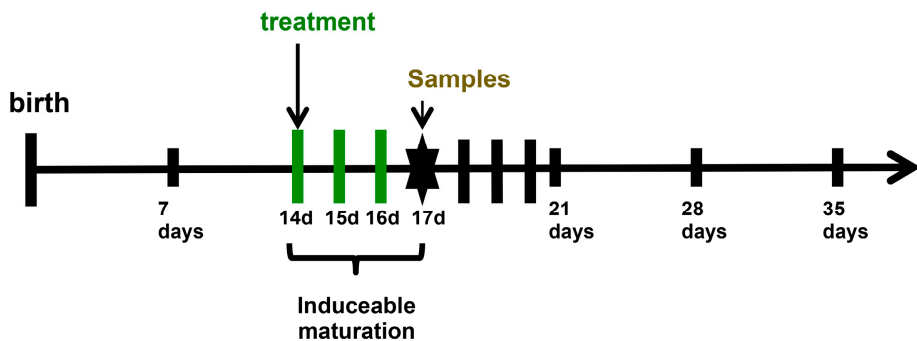 treatment
Samples
birth
7
days
14d
15d
16d
17d
21
days
28
days
35
days
Induceable
maturation